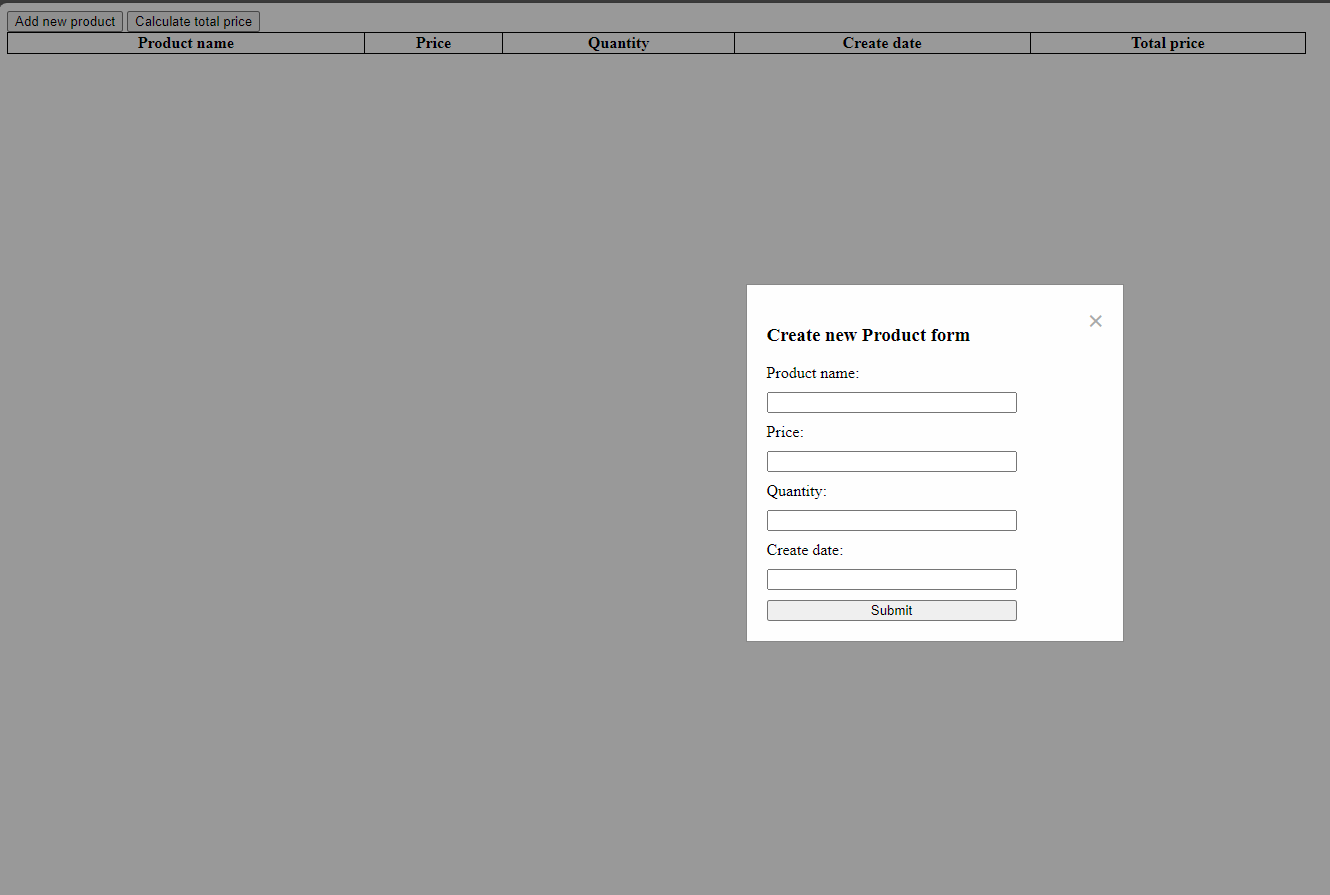 Add new product Calculate total price
Product name Price Quantity Create date Total price
×
Create new Product form
Product name:
Price:
Quantity:
Create date:
Submit